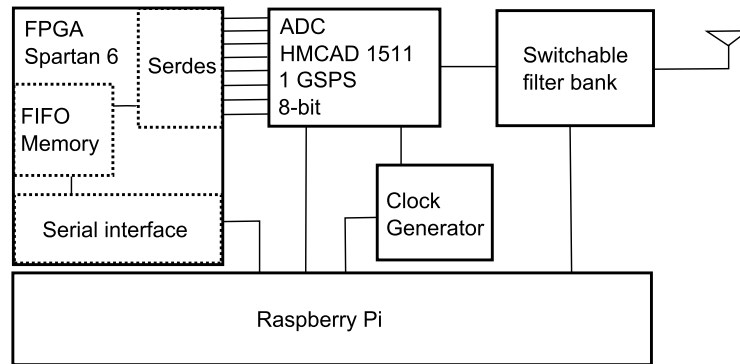 FPGA
Spartan 6
Serdes
FIFO
Memory
Serial interface
ADC
HMCAD 1511
1 GSPS
8-bit
Switchable
filter bank
Clock
Generator
Raspberry Pi